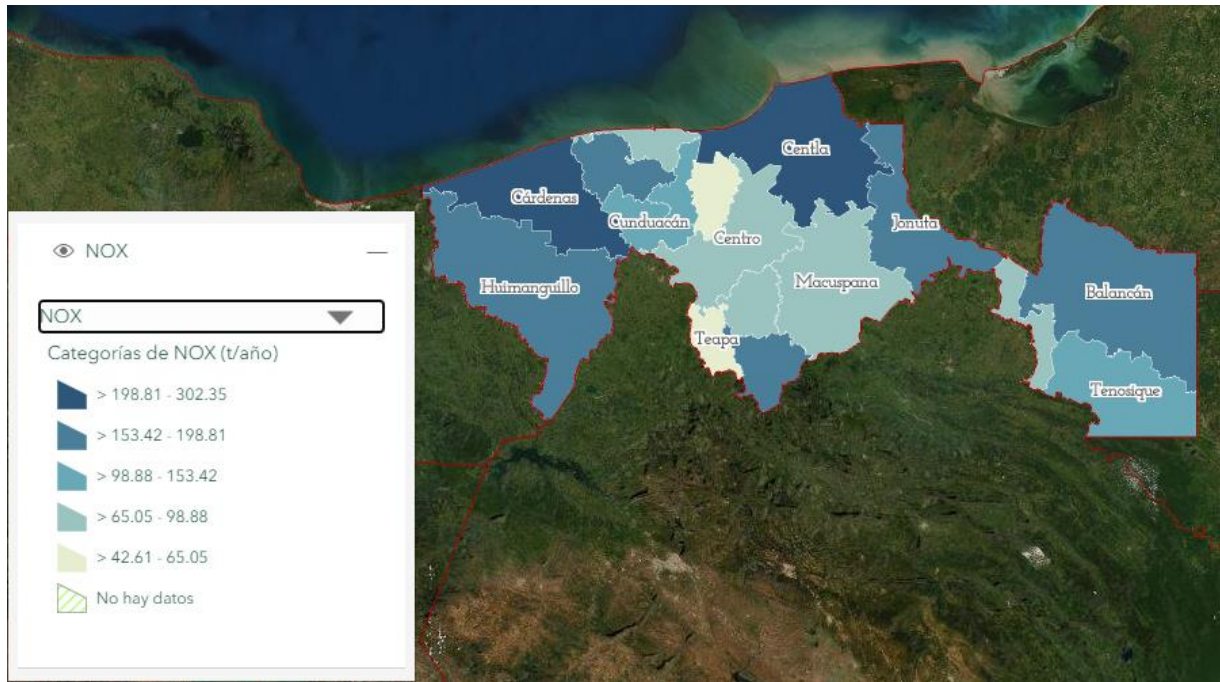 NOX
NOX
Categorías de NOX (t/año)
> 198.81 - 302.35
> 153.42 - 198.81
> 98.88 - 153.42
> 65.05 - 98.88
> 42.61 - 65.05
No hay datos
Centla
Cárdenas
Cunduacán
Centro
Jonuta
Huimanguillo
Macuspana
Balancán
Teapa
Tenosique